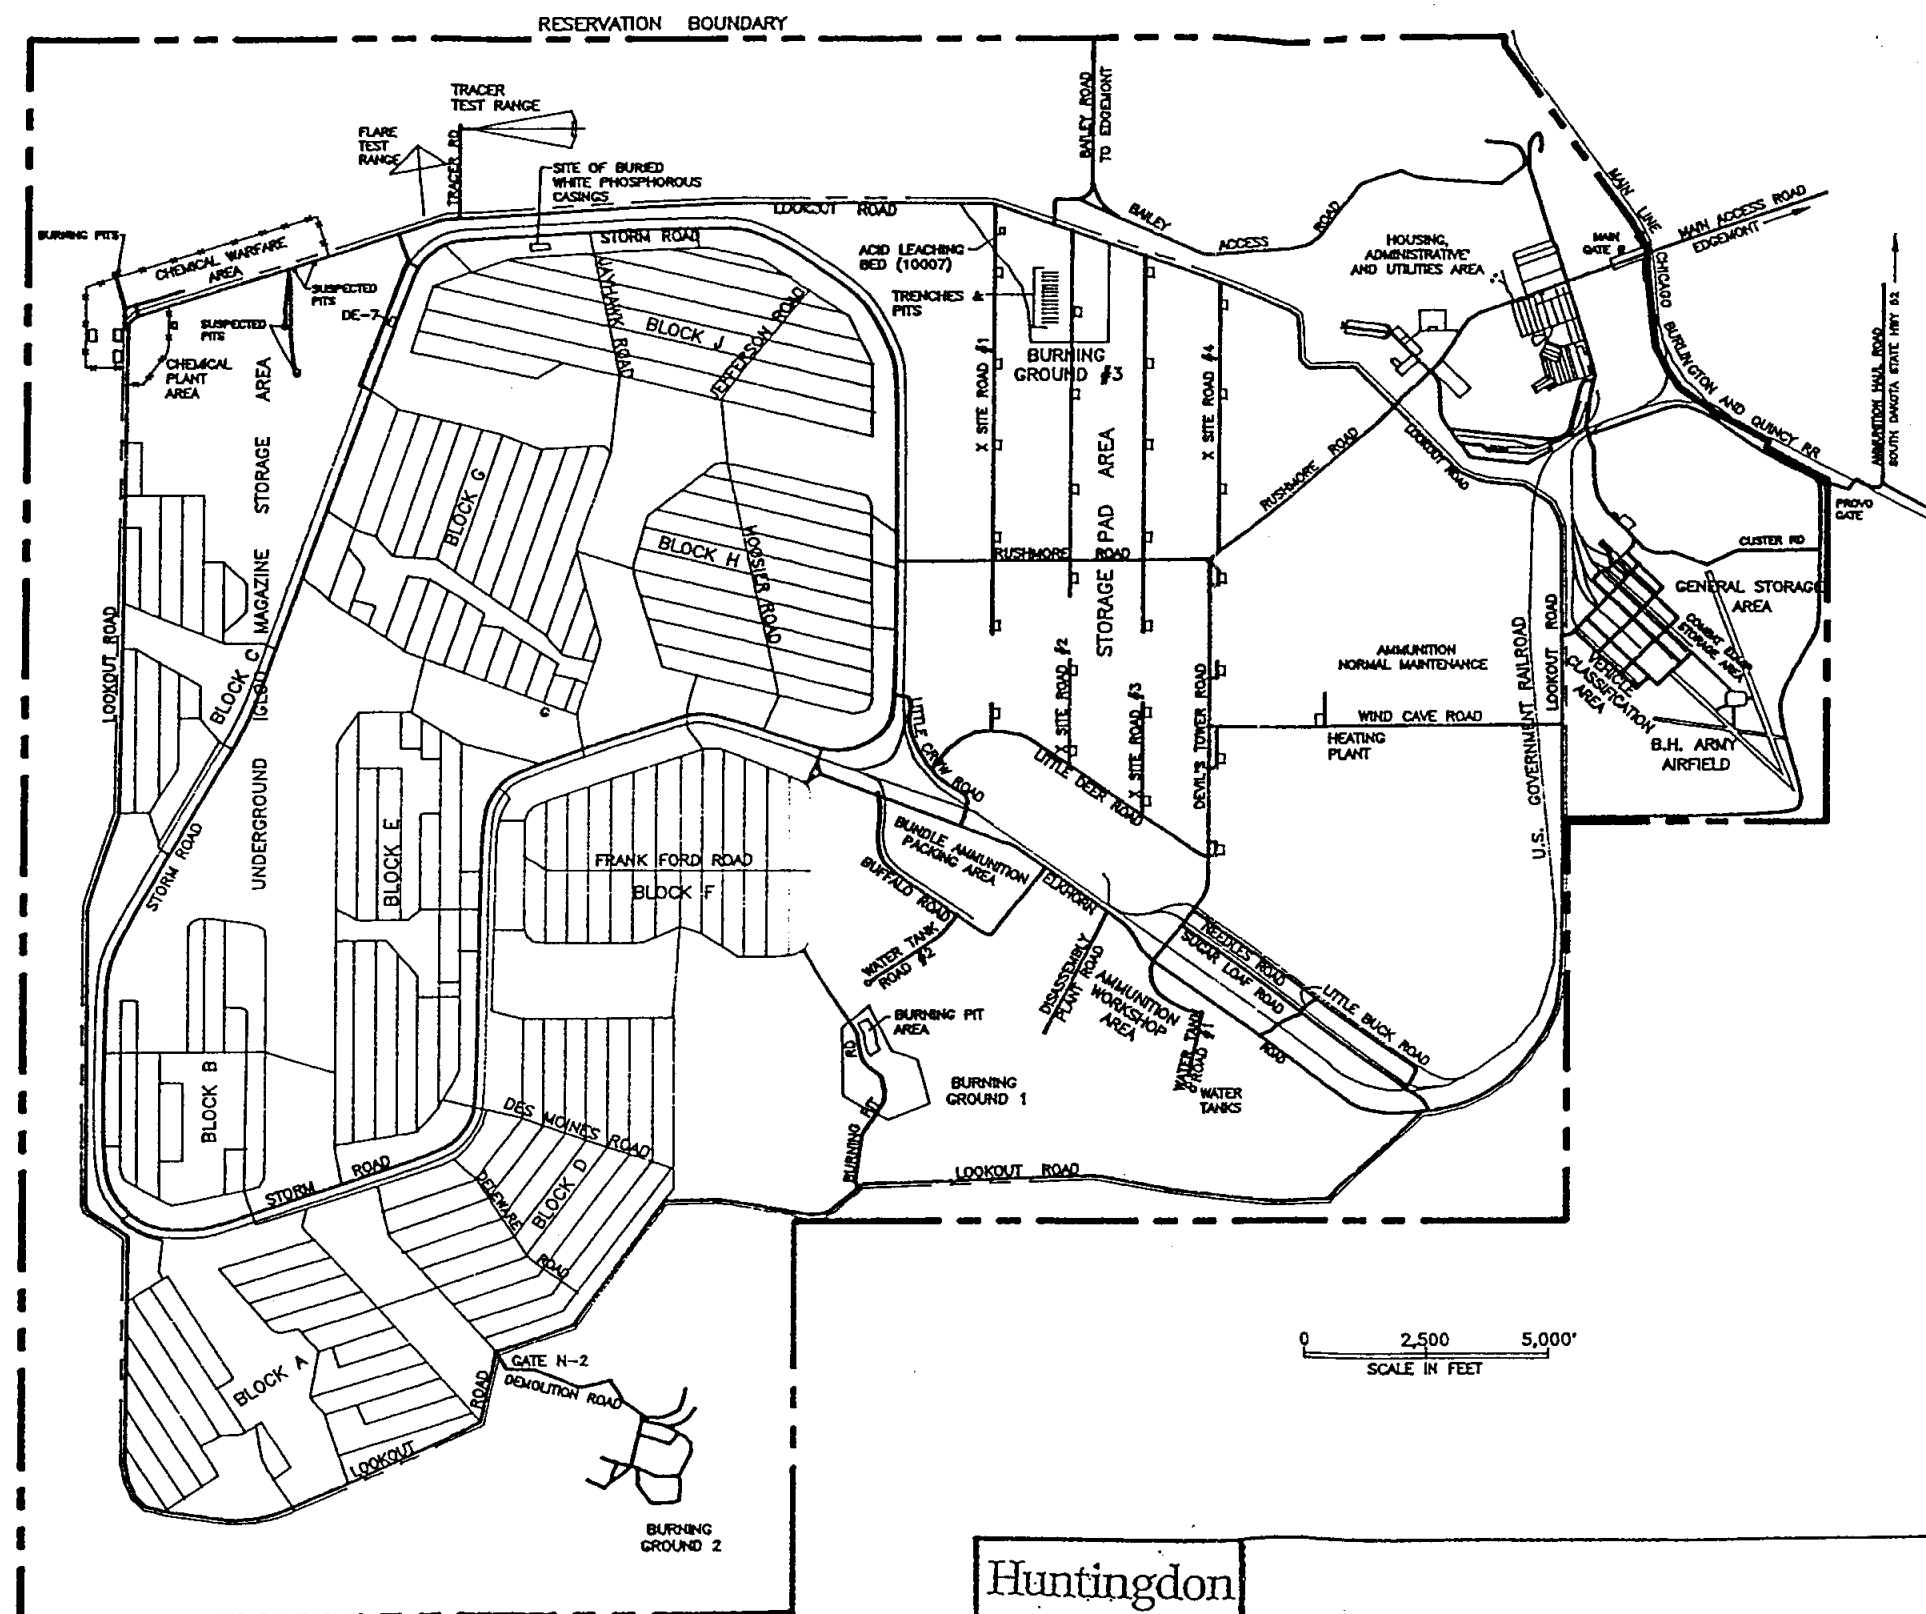 RESERVATION BOUNDARY
TRACER
TEST RANGE
FLARE
TEST
RANGE
TRACER RD
SITE OF BURIED
WHITE PHOSPHOROUS
CASINGS
BAILEY ROAD
TO EDGEMONT
MAIN LINE
MAIN ACCESS ROAD
EDGEMONT
BURNING PITS
CHEMICAL WARFARE
AREA
LOOKOUT ROAD
STORM ROAD
BAILEY
ACCESS
ROAD
ACID LEACHING
BED (10007)
HOUSING,
ADMINISTRATIVE
AND UTILITIES AREA
MAIN
GATE
CHICAGO BURLINGTON AND QUINCY RR
SUSPECTED
PITS
DE-7
SUSPECTED
PITS
TRENCHES &
PITS
JAYHAWK ROAD
BLOCK J
JEFFERSON ROAD
BURNING
GROUND #3
CHEMICAL
PLANT
AREA
X SITE ROAD #1
X SITE ROAD #4
AMMUNITION HAUL ROAD
SOUTH DAKOTA STATE HWY 52
UNDERGROUND IGLOO MAGAZINE STORAGE AREA
RUSHMORE ROAD
LOOKOUT ROAD
PROVO
GATE
BLOCK G
BLOCK H
HOOSIER ROAD
STORAGE PAD AREA
RUSHMORE ROAD
CUSTER RD
GENERAL STORAGE
AREA
LOOKOUT ROAD
BLOCK C
G
X SITE ROAD #2
X SITE ROAD #3
DEVIL'S TOWER ROAD
AMMUNITION
NORMAL MAINTENANCE
U.S. GOVERNMENT RAILROAD
LOOKOUT ROAD
COMBAT EQUIP
STORAGE AREA
VEHICLE
CLASSIFICATION
AREA
WIND CAVE ROAD
HEATING
PLANT
B.H. ARMY
AIRFIELD
LITTLE CROW ROAD
LITTLE DEER ROAD
STORM ROAD
BLOCK E
FRANK FORD ROAD
BLOCK F
BUNDLE AMMUNITION
PACKING AREA
BUFFALO ROAD
ELKHORN
WATER TANK
ROAD #2
DISASSEMBLY
PLANT ROAD
AMMUNITION
WORKSHOP
AREA
NEEDLES ROAD
SUGAR LOAF ROAD
LITTLE BUCK ROAD
ROAD
BURNING PIT
AREA
WATER TANK
ROAD #1
WATER
TANKS
BLOCK B
BURNING
GROUND 1
BURNING PIT RD
DES MOINES ROAD
BLOCK D
DELEWARE
ROAD
STORM ROAD
LOOKOUT ROAD
0 2,500 5,000'
SCALE IN FEET
BLOCK A
GATE N-2
DEMOLITION ROAD
LOOKOUT ROAD
BURNING
GROUND 2
Huntingdon